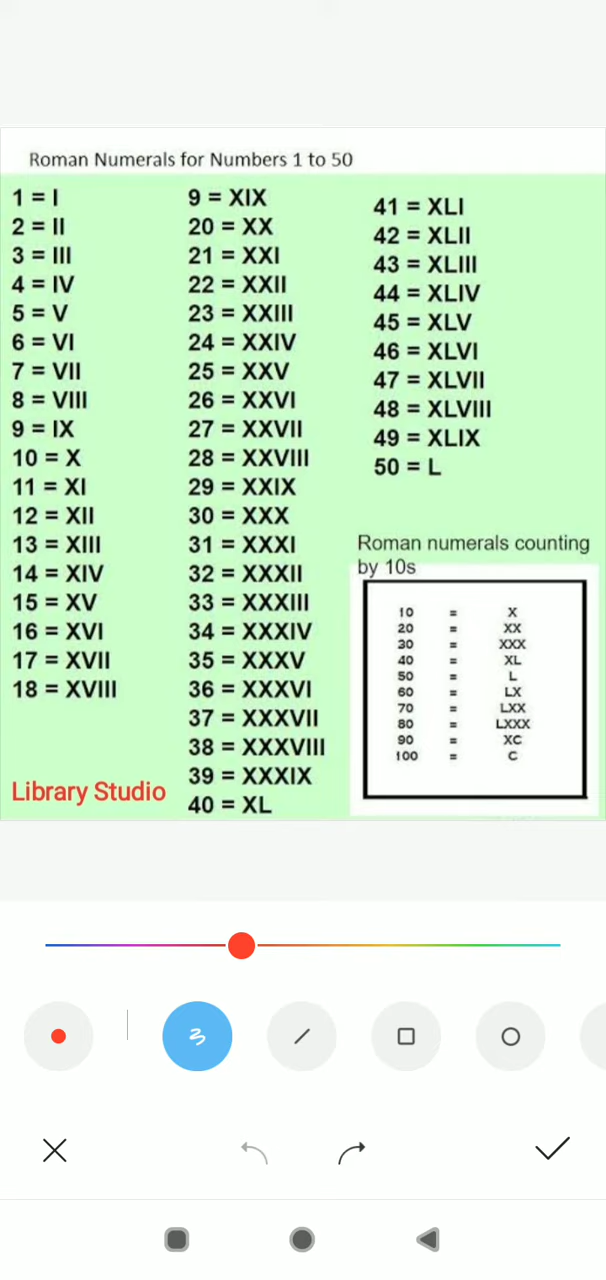 Roman Numerals for Numbers 1 to 50
1 = I
2 = II
3 = III
4 = IV
5 = V
6 = VI
7 = VII
8 = VIII
9 = IX
10 = X
11 = XI
12 = XII
13 = XIII
14 = XIV
15 = XV
16 = XVI
17 = XVII
18 = XVIII
Library Studio
9 = XIX
20 = XX
21 = XXI
22 = XXII
23 = XXIII
24 = XXIV
25 = XXV
26 = XXVI
27 = XXVII
28 = XXVIII
29 = XXIX
30 = XXX
31 = XXXI
32 = XXXII
33 = XXXIII
34 = XXXIV
35 = XXXV
36 = XXXVI
37 = XXXVII
38 = XXXVIII
39 = XXXIX
40 = XL
41 = XLI
42 = XLII
43 = XLIII
44 = XLIV
45 = XLV
46 = XLVI
47 = XLVII
48 = XLVIII
49 = XLIX
50 = L
Roman numerals counting
by 10s
10 = X
20 = XX
30 = XXX
40 = XL
50 = L
60 = LX
70 = LXX
80 = LXXX
90 = XC
100 = C